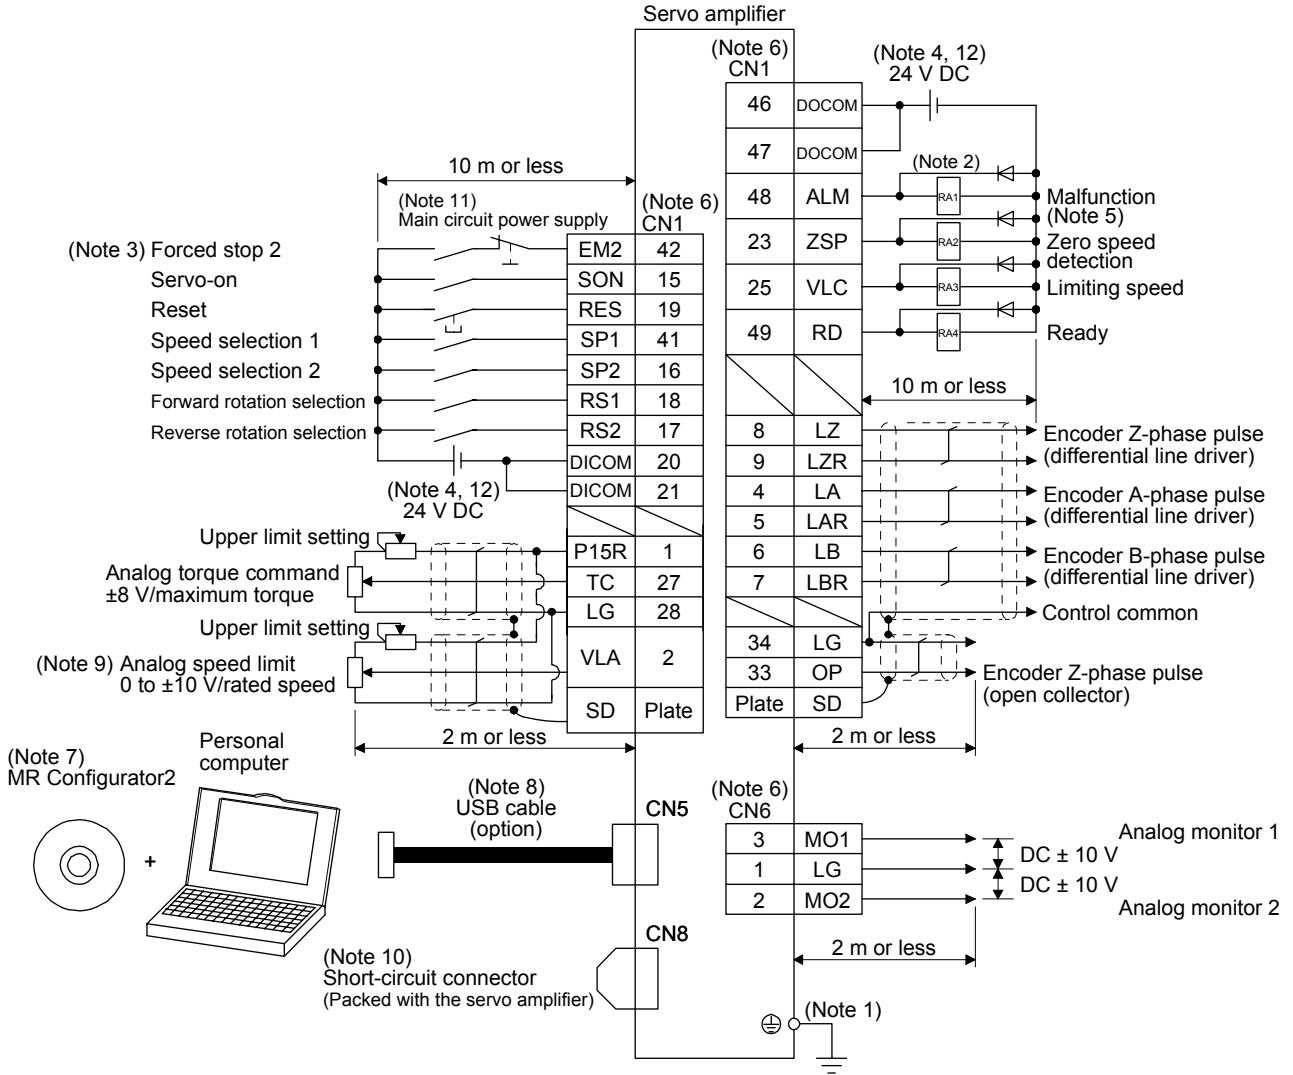 Servo amplifier
(Note 6)
CN1
(Note 4, 12)
24 V DC
46 DOCOM
47 DOCOM
(Note 2)
48 ALM RA1 Malfunction
(Note 5)
23 ZSP RA2 Zero speed
detection
25 VLC RA3 Limiting speed
49 RD RA4 Ready
10 m or less
8 LZ Encoder Z-phase pulse
9 LZR (differential line driver)
4 LA Encoder A-phase pulse
5 LAR (differential line driver)
6 LB Encoder B-phase pulse
7 LBR (differential line driver)
Control common
34 LG
33 OP Encoder Z-phase pulse
(open collector)
Plate SD
2 m or less
10 m or less
(Note 11)
Main circuit power supply
(Note 6)
CN1
(Note 3) Forced stop 2 EM2 42
Servo-on SON 15
Reset RES 19
Speed selection 1 SP1 41
Speed selection 2 SP2 16
Forward rotation selection RS1 18
Reverse rotation selection RS2 17
DICOM 20
(Note 4, 12)
24 V DC
DICOM 21
Upper limit setting
P15R 1
Analog torque command
±8 V/maximum torque
TC 27
LG 28
Upper limit setting
(Note 9) Analog speed limit
0 to ±10 V/rated speed
VLA 2
SD Plate
2 m or less
(Note 7)
MR Configurator2
+
Personal
computer
(Note 8)
USB cable
(option)
CN5
(Note 10)
Short-circuit connector
(Packed with the servo amplifier)
CN8
(Note 6)
CN6
3 MO1 Analog monitor 1
DC ± 10 V
1 LG
DC ± 10 V
2 MO2 Analog monitor 2
2 m or less
(Note 1)